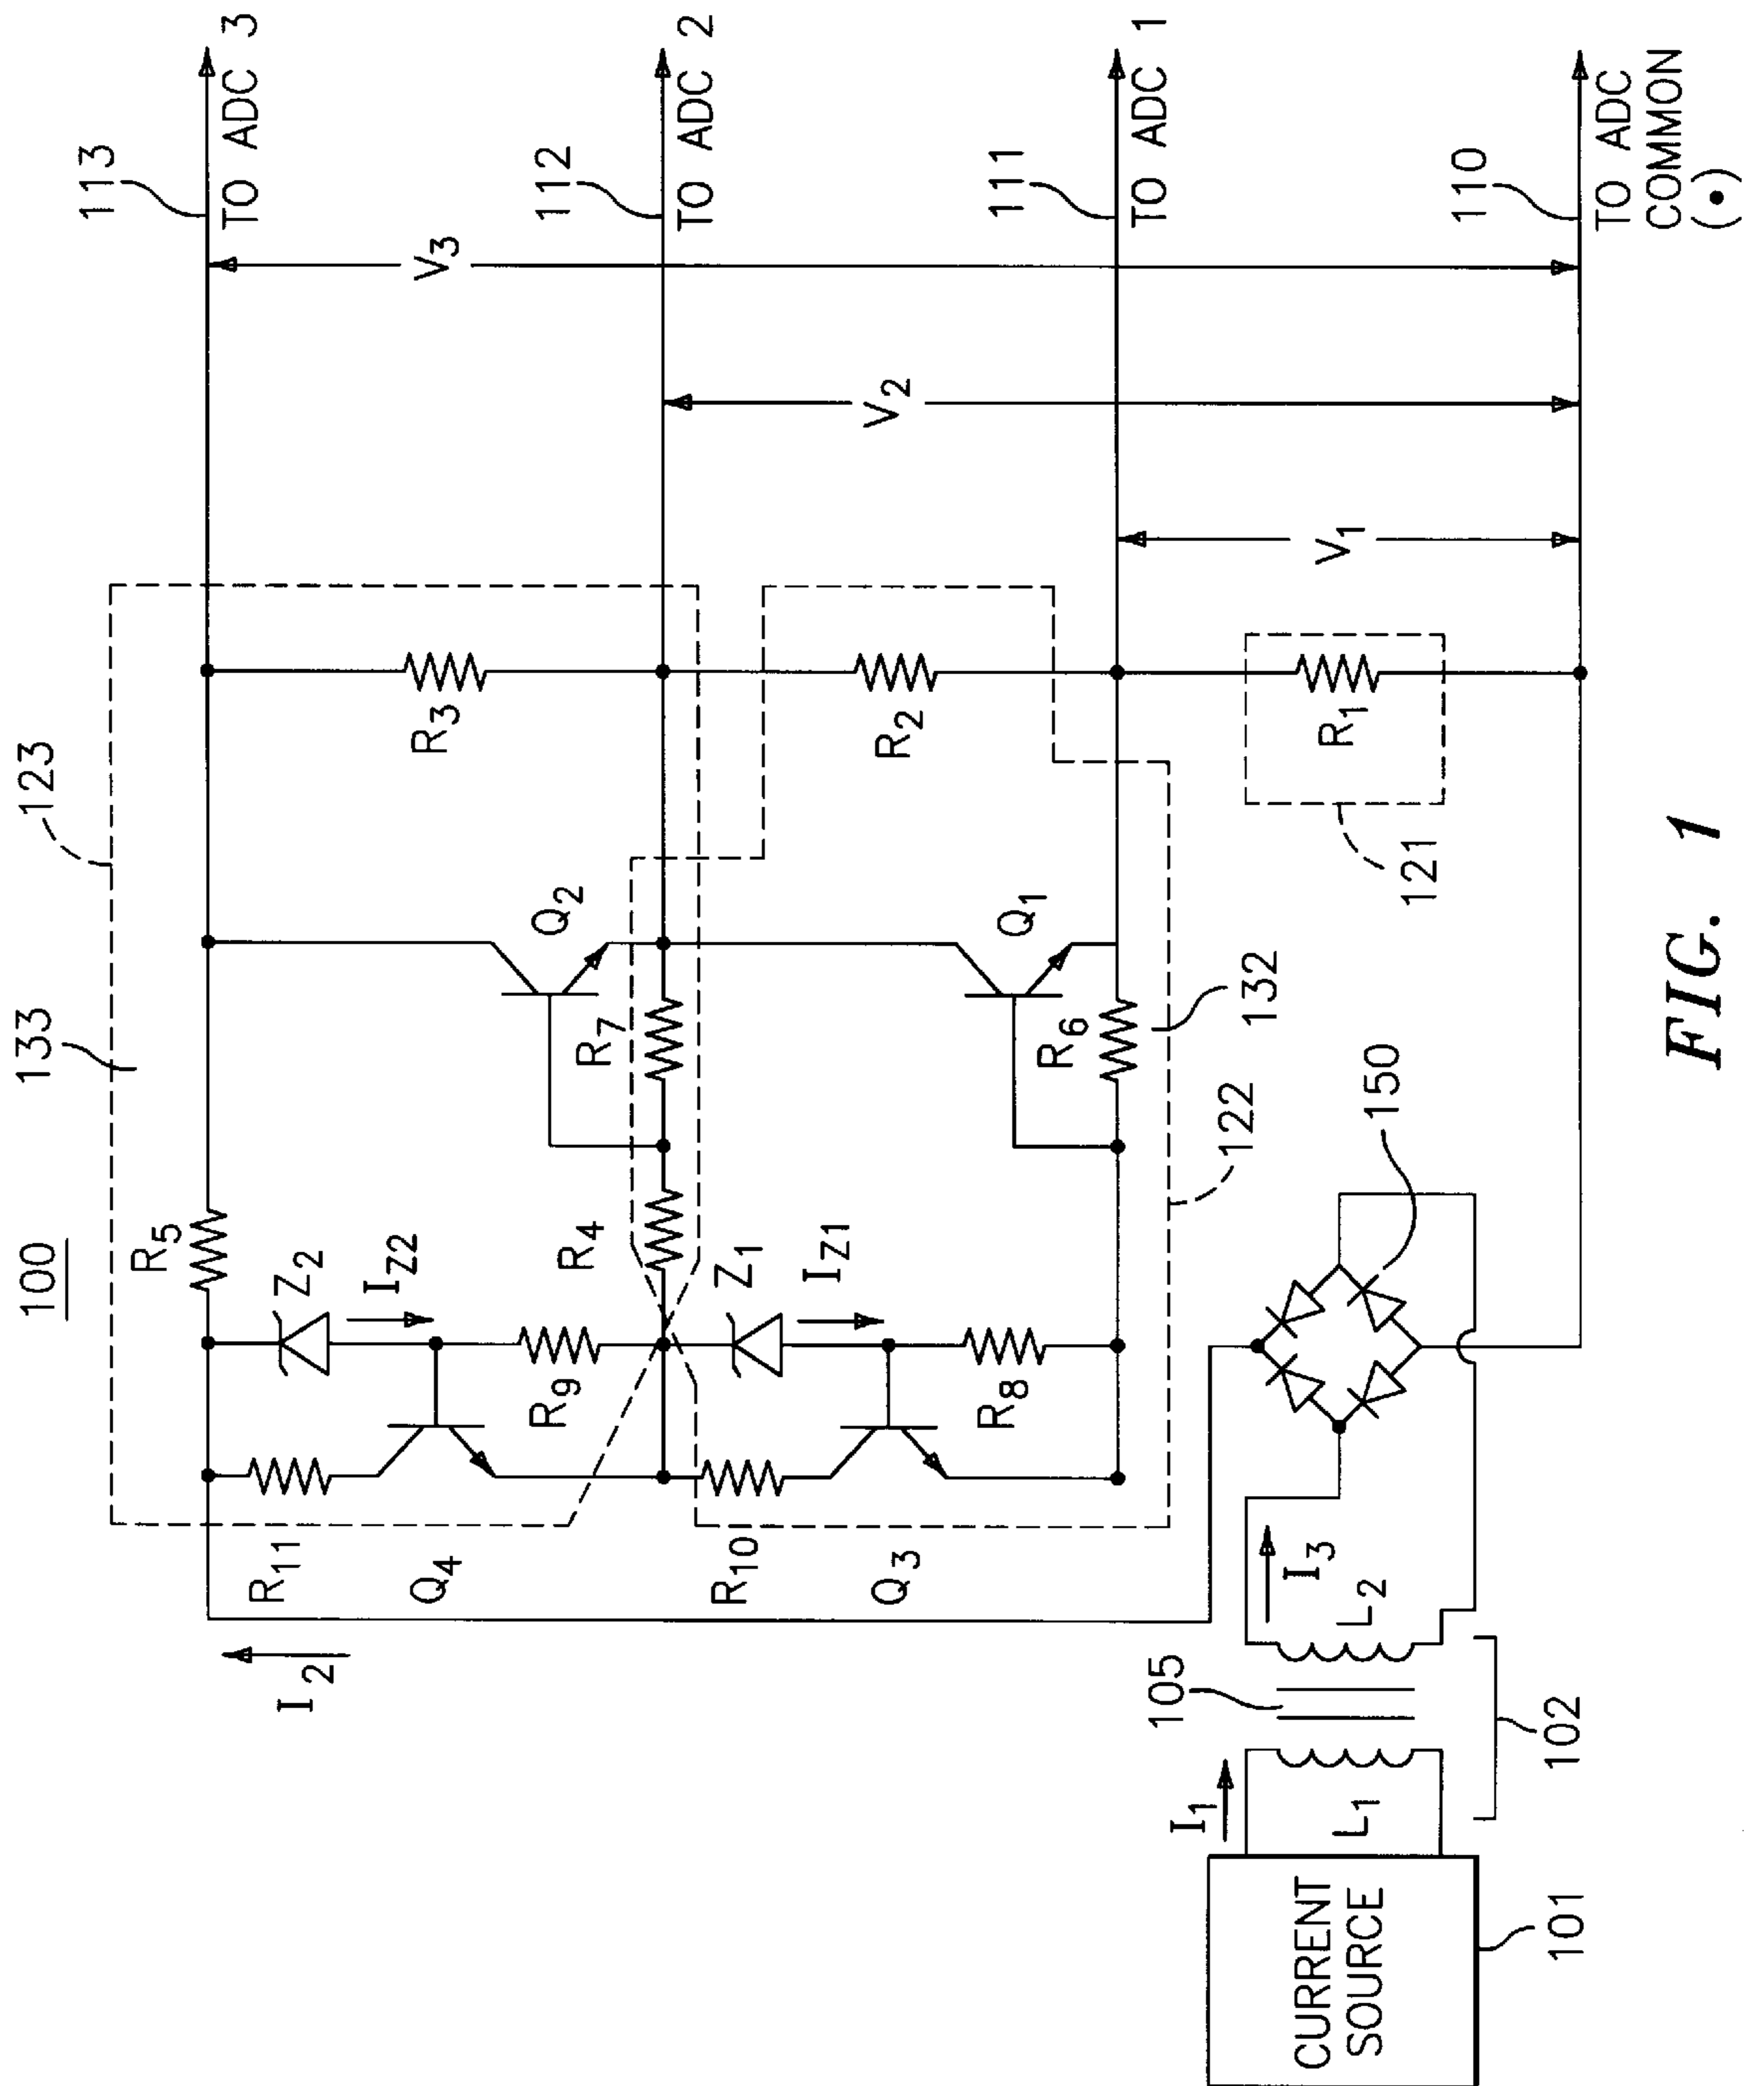 100
133
123
113
TO ADC 3
I2
R11
Q4
R5
Z2
IZ2
R9
Q2
R3
V3
112
TO ADC 2
R4
R7
R10
Q3
Z1
IZ1
R8
Q1
R6
R2
V2
111
TO ADC 1
132
122
R1
121
V1
110
TO ADC
COMMON
(•)
150
CURRENT
SOURCE
101
I1
L1
105
102
L2
I3
FIG. 1